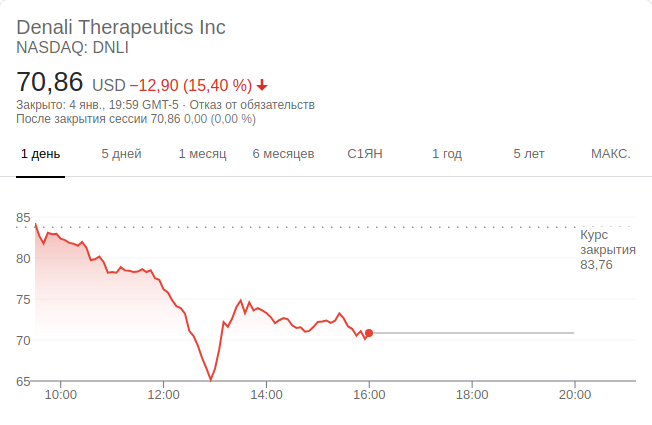 Denali Therapeutics Inc
NASDAQ: DNLI
70,86 USD −12,90 (15,40 %)
Закрыто: 4 янв., 19:59 GMT-5 · Отказ от обязательств
После закрытия сессии 70,86 0,00 (0,00 %)
1 день 5 дней 1 месяц 6 месяцев С1ЯН 1 год 5 лет МАКС.
85
Курс
закрытия
83,76
80
75
70
65
10:00 12:00 14:00 16:00 18:00 20:00